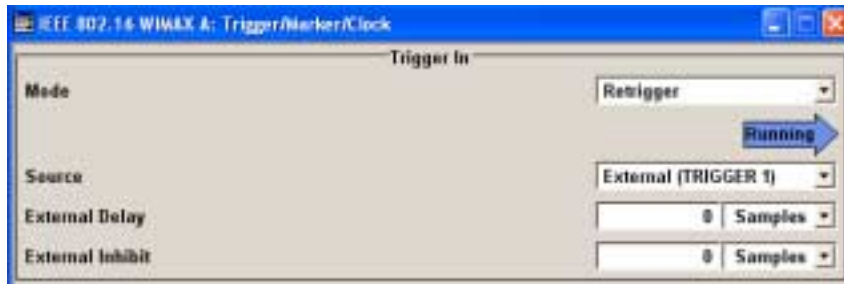 IEEE 802.16 WIMAX A: Trigger/Marker/Clock
Trigger In
Mode Retrigger
Running
Source External (TRIGGER 1)
External Delay 0 Samples
External Inhibit 0 Samples